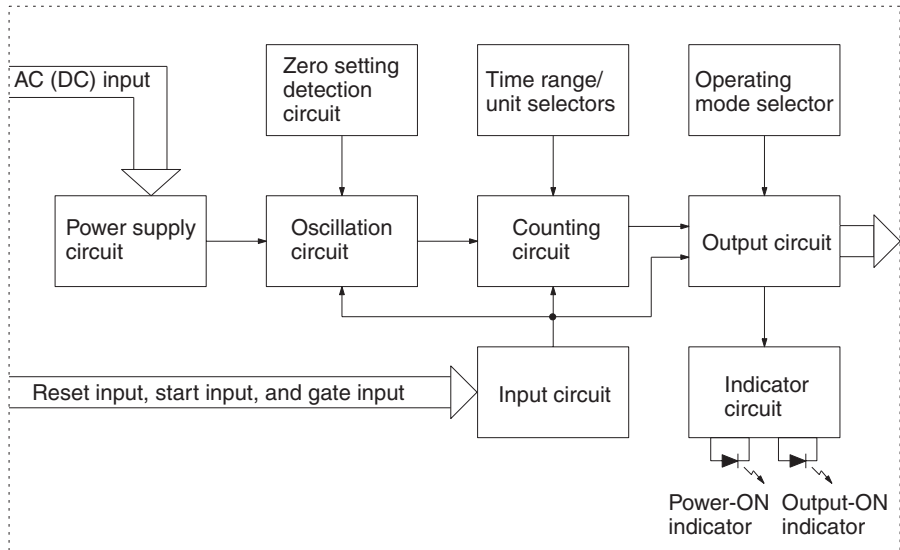 AC (DC) input
Zero setting
detection
circuit
Time range/
unit selectors
Operating
mode selector
Power supply
circuit
Oscillation
circuit
Counting
circuit
Output circuit
Reset input, start input, and gate input
Input circuit
Indicator
circuit
Power-ON
indicator
Output-ON
indicator